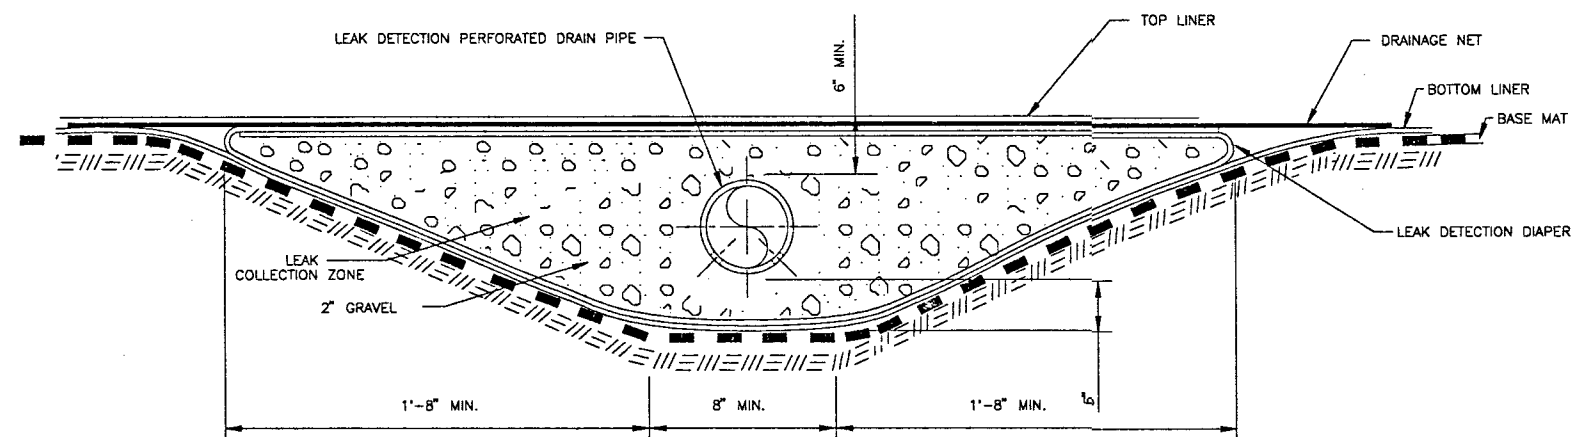 TOP LINER
LEAK DETECTION PERFORATED DRAIN PIPE
6" MIN.
DRAINAGE NET
BOTTOM LINER
BASE MAT
LEAK DETECTION DIAPER
LEAK
COLLECTION ZONE
2" GRAVEL
1'-8" MIN.
8" MIN.
1'-8" MIN.